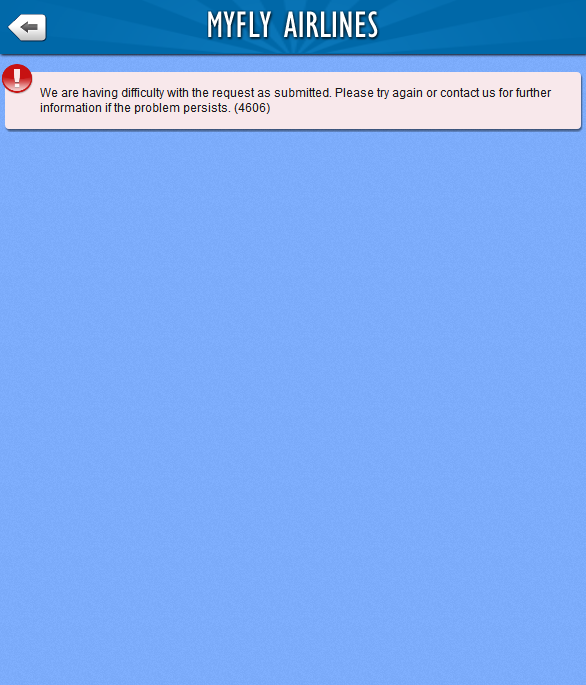 MYFLY AIRLINES
We are having difficulty with the request as submitted. Please try again or contact us for further
information if the problem persists. (4606)